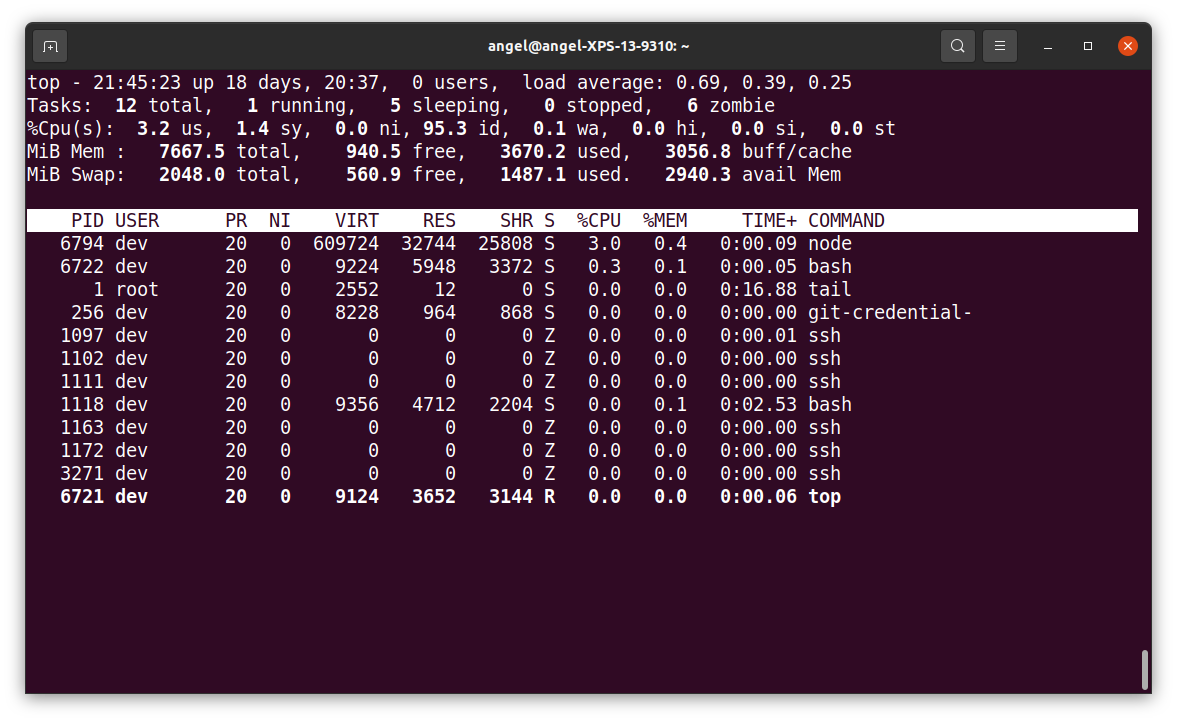 angel@angel-XPS-13-9310: ~
top - 21:45:23 up 18 days, 20:37,  0 users,  load average: 0.69, 0.39, 0.25
Tasks:  12 total,   1 running,   5 sleeping,   0 stopped,   6 zombie
%Cpu(s):  3.2 us,  1.4 sy,  0.0 ni, 95.3 id,  0.1 wa,  0.0 hi,  0.0 si,  0.0 st
MiB Mem :   7667.5 total,    940.5 free,   3670.2 used,   3056.8 buff/cache
MiB Swap:   2048.0 total,    560.9 free,   1487.1 used.   2940.3 avail Mem
    PID USER      PR  NI    VIRT    RES    SHR S  %CPU  %MEM     TIME+ COMMAND
   6794 dev       20   0  609724  32744  25808 S   3.0   0.4   0:00.09 node
   6722 dev       20   0    9224   5948   3372 S   0.3   0.1   0:00.05 bash
      1 root      20   0    2552     12      0 S   0.0   0.0   0:16.88 tail
    256 dev       20   0    8228    964    868 S   0.0   0.0   0:00.00 git-credential-
   1097 dev       20   0       0      0      0 Z   0.0   0.0   0:00.01 ssh
   1102 dev       20   0       0      0      0 Z   0.0   0.0   0:00.00 ssh
   1111 dev       20   0       0      0      0 Z   0.0   0.0   0:00.00 ssh
   1118 dev       20   0    9356   4712   2204 S   0.0   0.1   0:02.53 bash
   1163 dev       20   0       0      0      0 Z   0.0   0.0   0:00.00 ssh
   1172 dev       20   0       0      0      0 Z   0.0   0.0   0:00.00 ssh
   3271 dev       20   0       0      0      0 Z   0.0   0.0   0:00.00 ssh
   6721 dev       20   0    9124   3652   3144 R   0.0   0.0   0:00.06 top